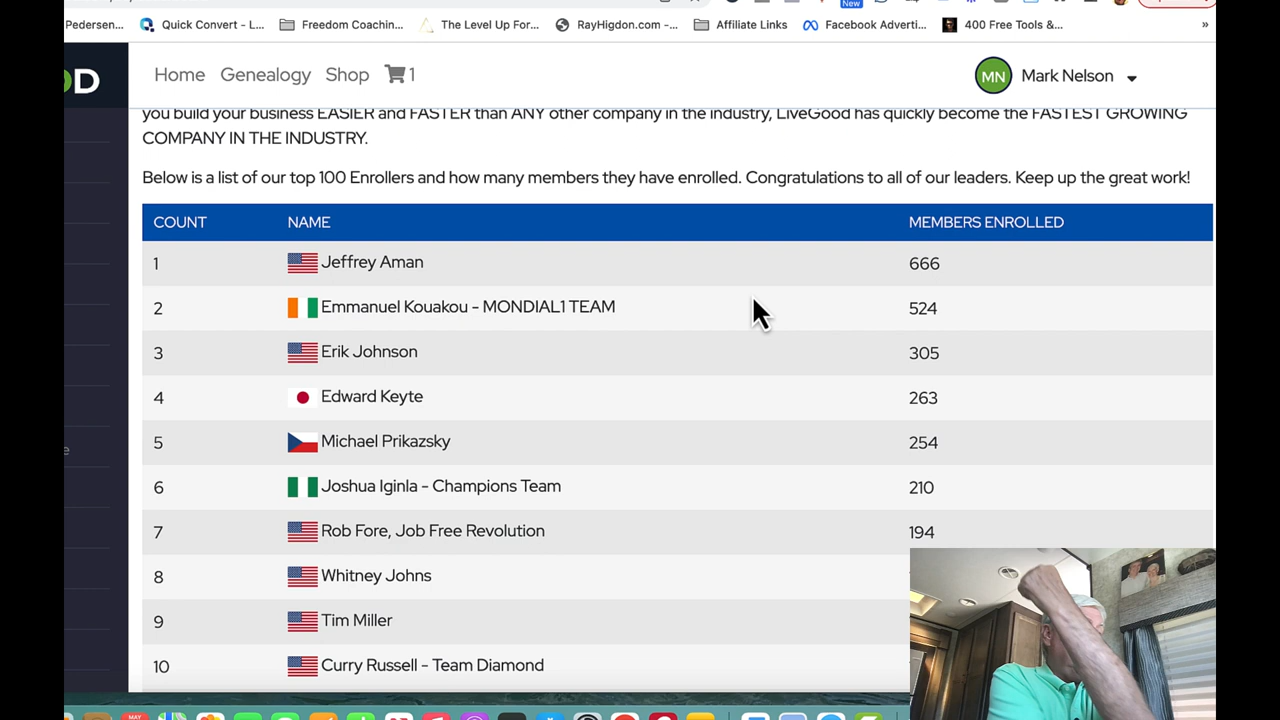 Pedersen...
Quick Convert - L...
Freedom Coachin...
The Level Up For...
RayHigdon.com -...
Affiliate Links
Facebook Adverti...
400 Free Tools &...
»
New
OD
Home Genealogy Shop 1
MN Mark Nelson
you build your business EASIER and FASTER than ANY other company in the industry, LiveGood has quickly become the FASTEST GROWING
COMPANY IN THE INDUSTRY.
Below is a list of our top 100 Enrollers and how many members they have enrolled. Congratulations to all of our leaders. Keep up the great work!
COUNT NAME MEMBERS ENROLLED
1 Jeffrey Aman 666
2 Emmanuel Kouakou - MONDIAL1 TEAM 524
3 Erik Johnson 305
4 Edward Keyte 263
5 Michael Prikazsky 254
6 Joshua Iginla - Champions Team 210
7 Rob Fore, Job Free Revolution 194
8 Whitney Johns
9 Tim Miller
10 Curry Russell - Team Diamond
e
MAY